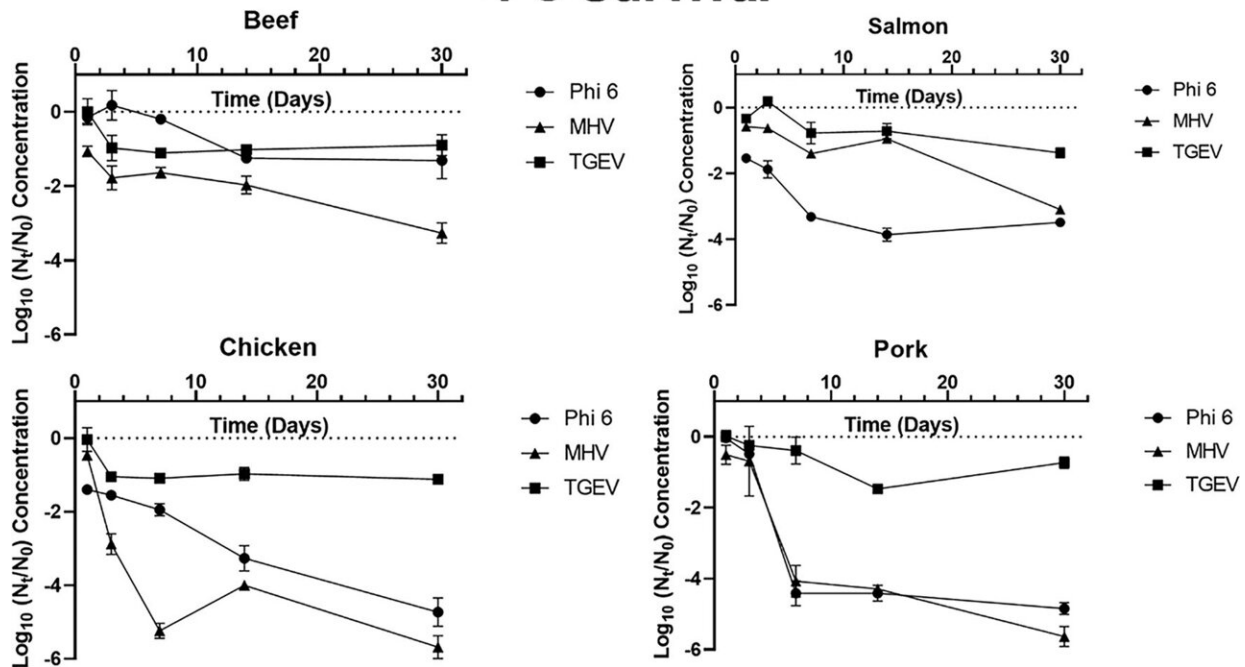 Beef
0 10 20 30
Time (Days)
0
-2
-4
-6
Log₁₀ (Nt/N₀) Concentration
Phi 6
MHV
TGEV
Salmon
0 10 20 30
Time (Days)
0
-2
-4
-6
Log₁₀ (Nt/N₀) Concentration
Phi 6
MHV
TGEV
Chicken
0 10 20 30
Time (Days)
0
-2
-4
-6
Log₁₀ (Nt/N₀) Concentration
Phi 6
MHV
TGEV
Pork
0 10 20 30
Time (Days)
0
-2
-4
-6
Log₁₀ (Nt/N₀) Concentration
Phi 6
MHV
TGEV